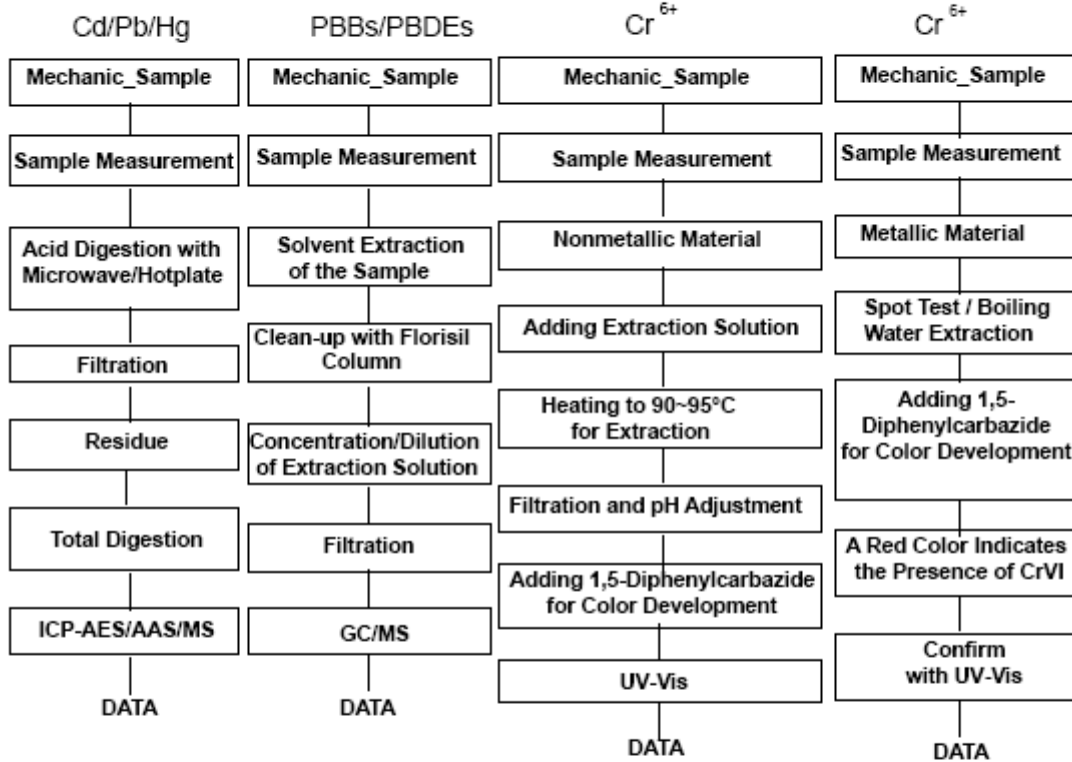 Cd/Pb/Hg
Mechanic_Sample
Sample Measurement
Acid Digestion with
Microwave/Hotplate
Filtration
Residue
Total Digestion
ICP-AES/AAS/MS
DATA
PBBs/PBDEs
Mechanic_Sample
Sample Measurement
Solvent Extraction
of the Sample
Clean-up with Florisil
Column
Concentration/Dilution
of Extraction Solution
Filtration
GC/MS
DATA
Cr 6+
Mechanic_Sample
Sample Measurement
Nonmetallic Material
Adding Extraction Solution
Heating to 90~95°C
for Extraction
Filtration and pH Adjustment
Adding 1,5-Diphenylcarbazide
for Color Development
UV-Vis
DATA
Cr 6+
Mechanic_Sample
Sample Measurement
Metallic Material
Spot Test / Boiling
Water Extraction
Adding 1,5-
Diphenylcarbazide
for Color Development
A Red Color Indicates
the Presence of CrVI
Confirm
with UV-Vis
DATA